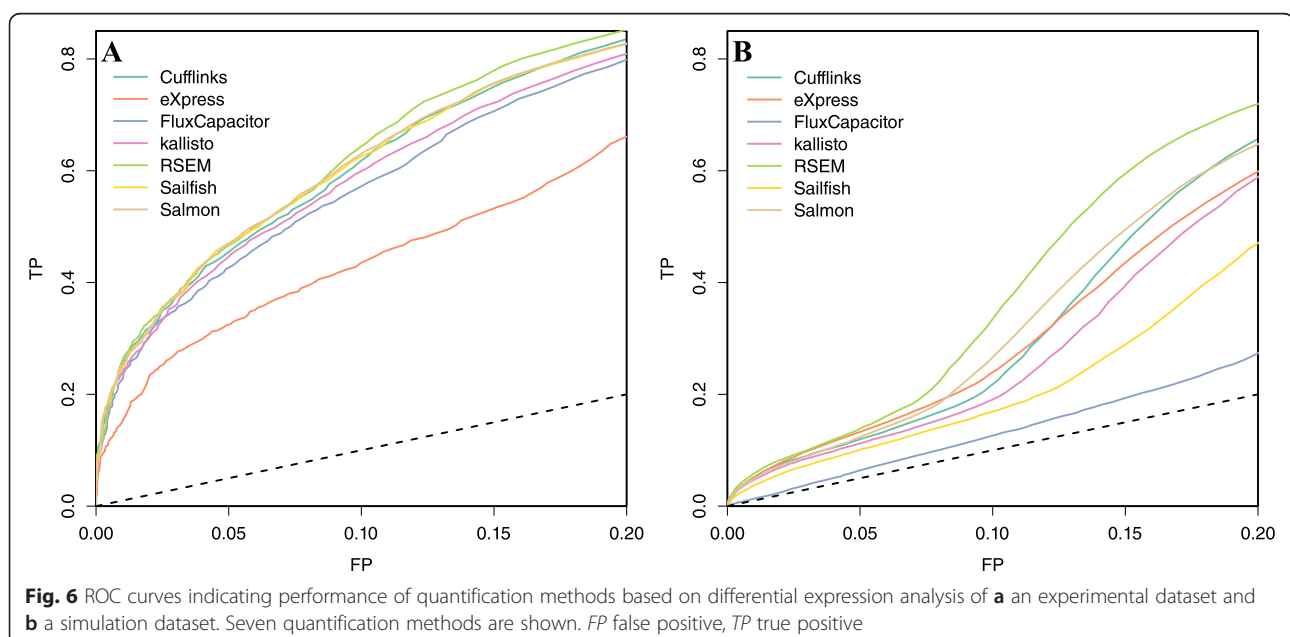 A
Cufflinks
eXpress
FluxCapacitor
kallisto
RSEM
Sailfish
Salmon
TP
0.8
0.6
0.4
0.2
0.0
0.00 0.05 0.10 0.15 0.20
FP
B
Cufflinks
eXpress
FluxCapacitor
kallisto
RSEM
Sailfish
Salmon
TP
0.8
0.6
0.4
0.2
0.0
0.00 0.05 0.10 0.15 0.20
FP
Fig. 6 ROC curves indicating performance of quantification methods based on differential expression analysis of a an experimental dataset and
b a simulation dataset. Seven quantification methods are shown. FP false positive, TP true positive